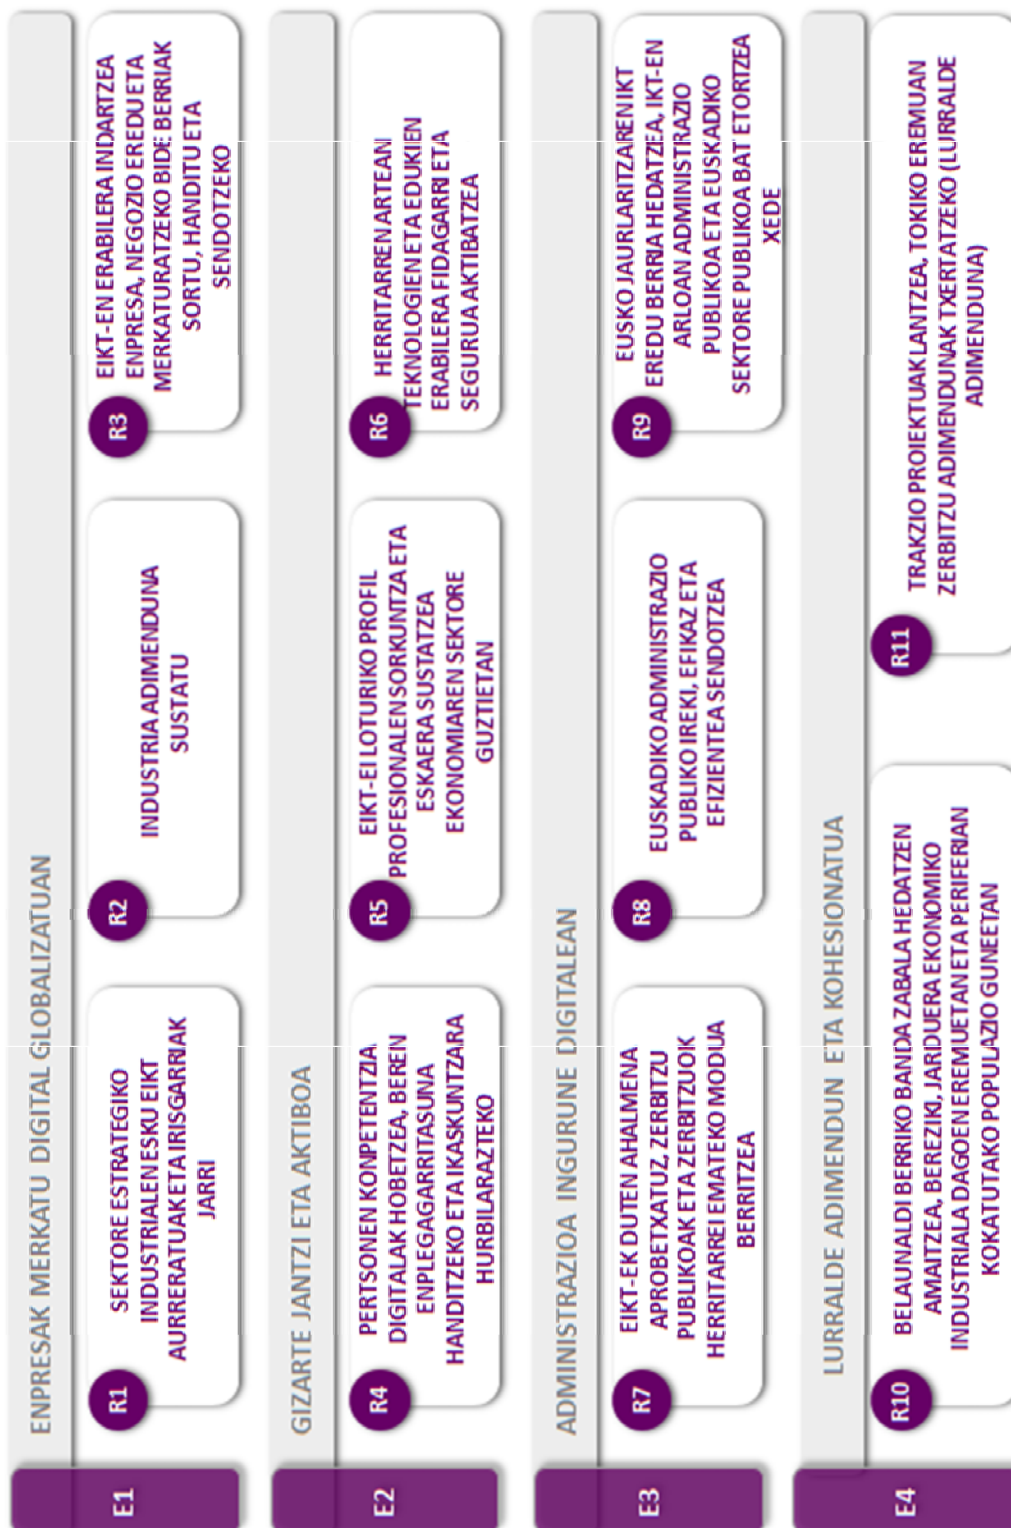 E1
ENPRESAK MERKATU DIGITAL GLOBALIZATUAN
R1
SEKTORE ESTRATEGIKO
INDUSTRIALEN ESKU EIKT
AURRERATUAK ETA IRISGARRIAK
JARRI
R2
INDUSTRIA ADIMENDUNA
SUSTATU
R3
EIKT-EN ERABILERA INDARTZEA
ENPRESA, NEGOZIO EREDU ETA
MERKATURATZEKO BIDE BERRIAK
SORTU, HANDITU ETA
SENDOTZEKO
E2
GIZARTE JANTZI ETA AKTIBOA
R4
PERTSONEN KONPETENTZIA
DIGITALAK HOBETZEA, BEREN
ENPLEGAGARRITASUNA
HANDITZEKO ETA IKASKUNTZARA
HURBILARAZTEKO
R5
EIKT-EI LOTURIKO PROFIL
PROFESIONALEN SORKUNTZA ETA
ESKAERA SUSTATZEA
EKONOMIAREN SEKTORE
GUZTIETAN
R6
HERRITARREN ARTEAN
TEKNOLOGIEN ETA EDUKIEN
ERABILERA FIDAGARRI ETA
SEGURUA AKTIBATZEA
E3
ADMINISTRAZIOA INGURUNE DIGITALEAN
R7
EIKT-EK DUTEN AHALMENA
APROBETXATUZ, ZERBITZU
PUBLIKOAK ETA ZERBITZUOK
HERRITARREI EMATEKO MODUA
BERRITZEA
R8
EUSKADIKO ADMINISTRAZIO
PUBLIKO IREKI, EFIKAZ ETA
EFIZIENTEA SENDOTZEA
R9
EUSKO JAURLARITZAREN IKT
EREDU BERRIA HEDATZEA, IKT-EN
ARLOAN ADMINISTRAZIO
PUBLIKOA ETA EUSKADIKO
SEKTORE PUBLIKOA BAT ETORTZEA
XEDE
E4
LURRALDE ADIMENDUN ETA KOHESIONATUA
R10
BELAUNALDI BERRIKO BANDA ZABALA HEDATZEN
AMAITZEA, BEREZIKI, JARDUERA EKONOMIKO
INDUSTRIALA DAGOEN EREMUETAN ETA PERIFERIAN
KOKATUTAKO POPULAZIO GUNEETAN
R11
TRAKZIO PROIEKTUAK LANTZEA, TOKIKO EREMUAN
ZERBITZU ADIMENDUNAK TXERTATZEKO (LURRALDE
ADIMENDUNA)